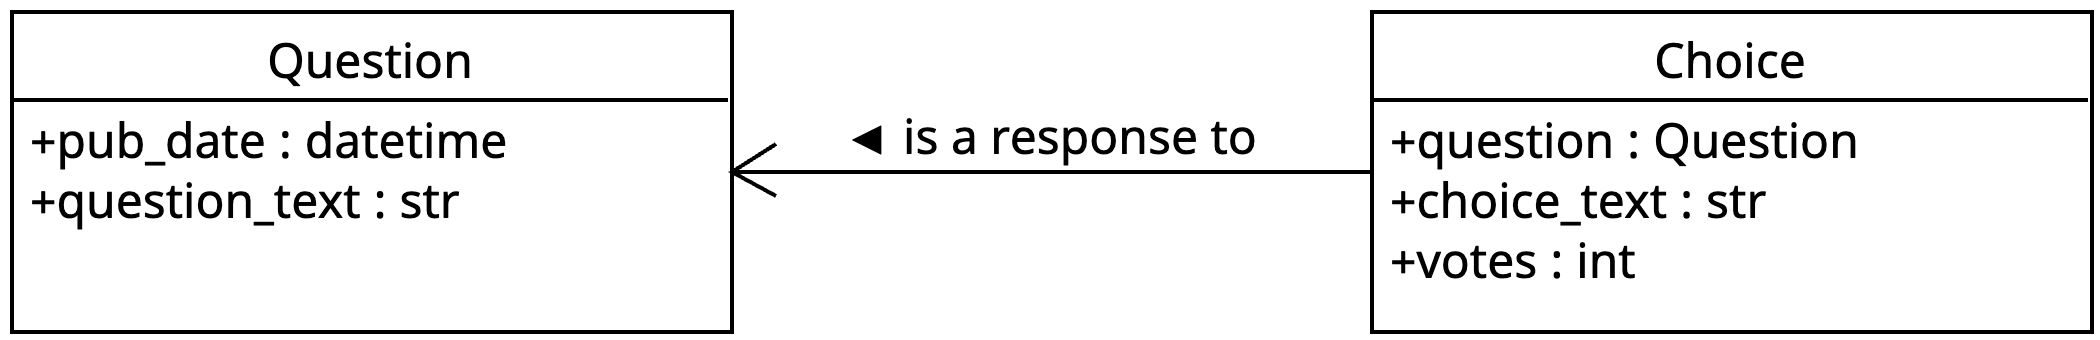 Question
+pub_date : datetime
+question_text : str
◄ is a response to
Choice
+question : Question
+choice_text : str
+votes : int